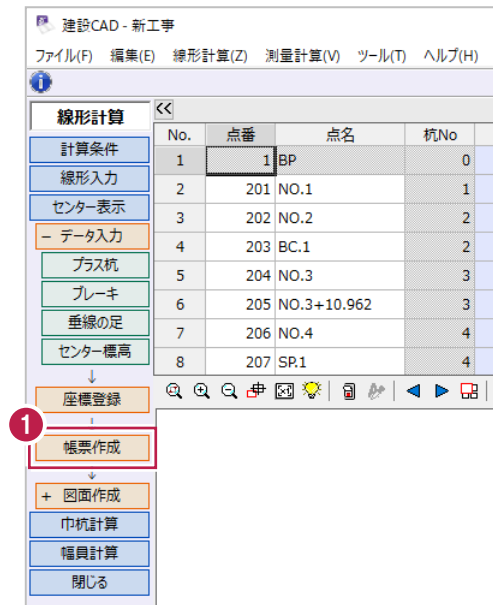 建設CAD - 新工事
ファイル(F) 編集(E) 線形計算(Z) 測量計算(V) ツール(T) ヘルプ(H)
線形計算
計算条件
線形入力
センター表示
− データ入力
プラス杭
ブレーキ
垂線の足
センター標高
↓
座標登録
↓
1
帳票作成
↓
+ 図面作成
巾杭計算
幅員計算
閉じる
<<
No. 点番 点名 杭No
1 1 BP 0
2 201 NO.1 1
3 202 NO.2 2
4 203 BC.1 2
5 204 NO.3 3
6 205 NO.3+10.962 3
7 206 NO.4 4
8 207 SP.1 4